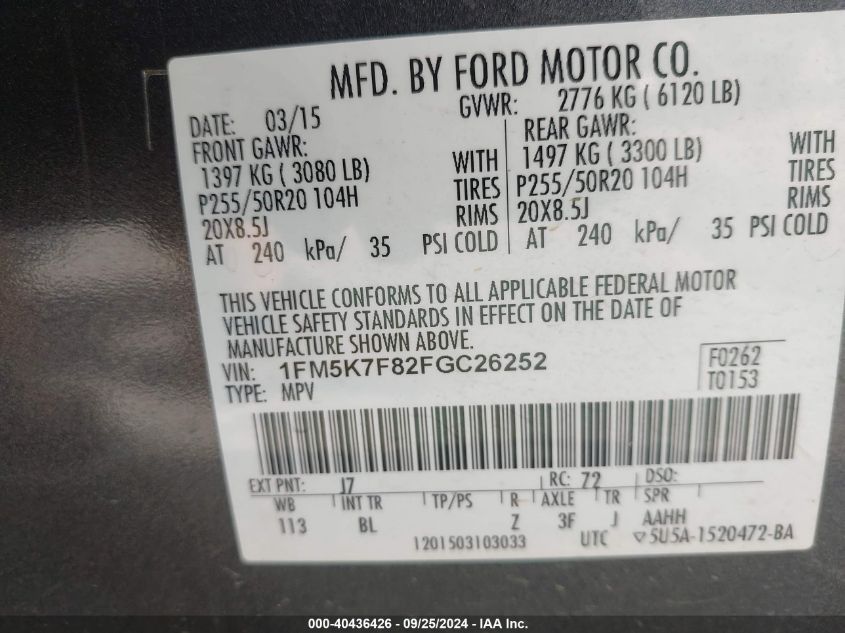 MFD. BY FORD MOTOR CO.
DATE: 03/15 GVWR: 2776 KG ( 6120 LB)
FRONT GAWR: REAR GAWR:
1397 KG ( 3080 LB) WITH 1497 KG ( 3300 LB) WITH
P255/50R20 104H TIRES P255/50R20 104H TIRES
20X8.5J RIMS 20X8.5J RIMS
AT 240 kPa/ 35 PSI COLD AT 240 kPa/ 35 PSI COLD
THIS VEHICLE CONFORMS TO ALL APPLICABLE FEDERAL MOTOR
VEHICLE SAFETY STANDARDS IN EFFECT ON THE DATE OF
MANUFACTURE SHOWN ABOVE.
VIN: 1FM5K7F82FGC26252 F0262
TYPE: MPV T0153
EXT PNT: J7 RC: 72 DSO:
WB INT TR TP/PS R AXLE TR SPR
113 BL Z 3F J AAHH
1201503103033 UTC ▽5U5A-1520472-BA
000-40436426 - 09/25/2024 - IAA Inc.